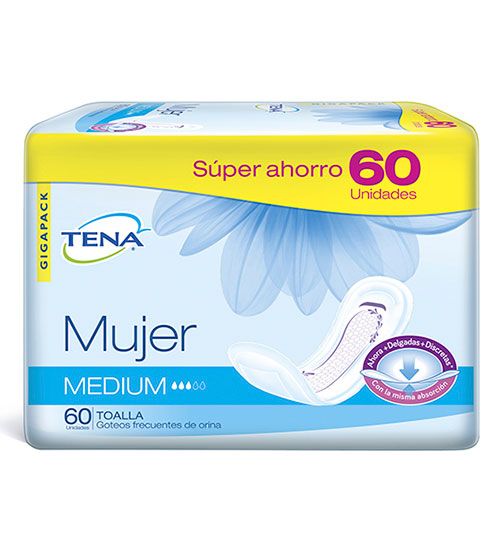 GIGAPACK
Súper ahorro 60
Unidades
GIGAPACK
TENA®
Mujer
MEDIUM
60 TOALLA
Unidades Goteos frecuentes de orina
Ahora +Delgadas+Discretas*
Con la misma absorción